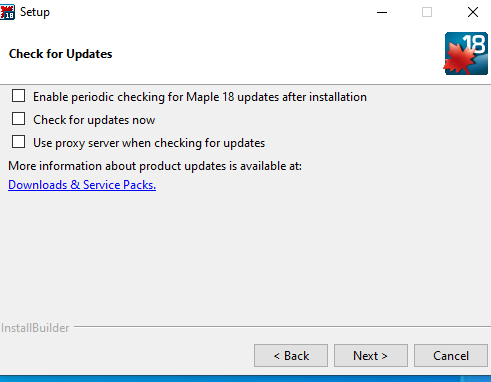 Setup
Check for Updates
18
Enable periodic checking for Maple 18 updates after installation
Check for updates now
Use proxy server when checking for updates
More information about product updates is available at:
Downloads & Service Packs.
InstallBuilder
< Back
Next >
Cancel